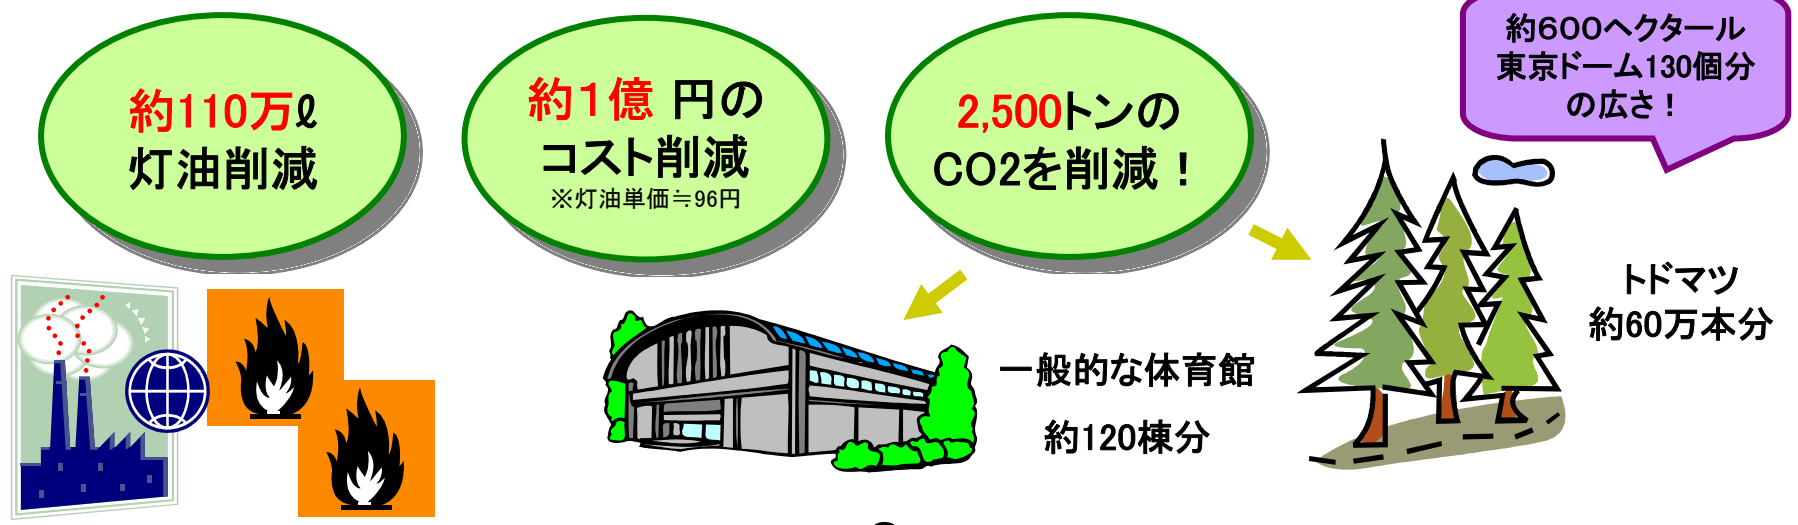 約110万ℓ
灯油削減
約１億 円の
コスト削減
※灯油単価≒96円
2,500トンの
CO2を削減！
約600ヘクタール
東京ドーム130個分
の広さ！
一般的な体育館
約120棟分
トドマツ
約60万本分